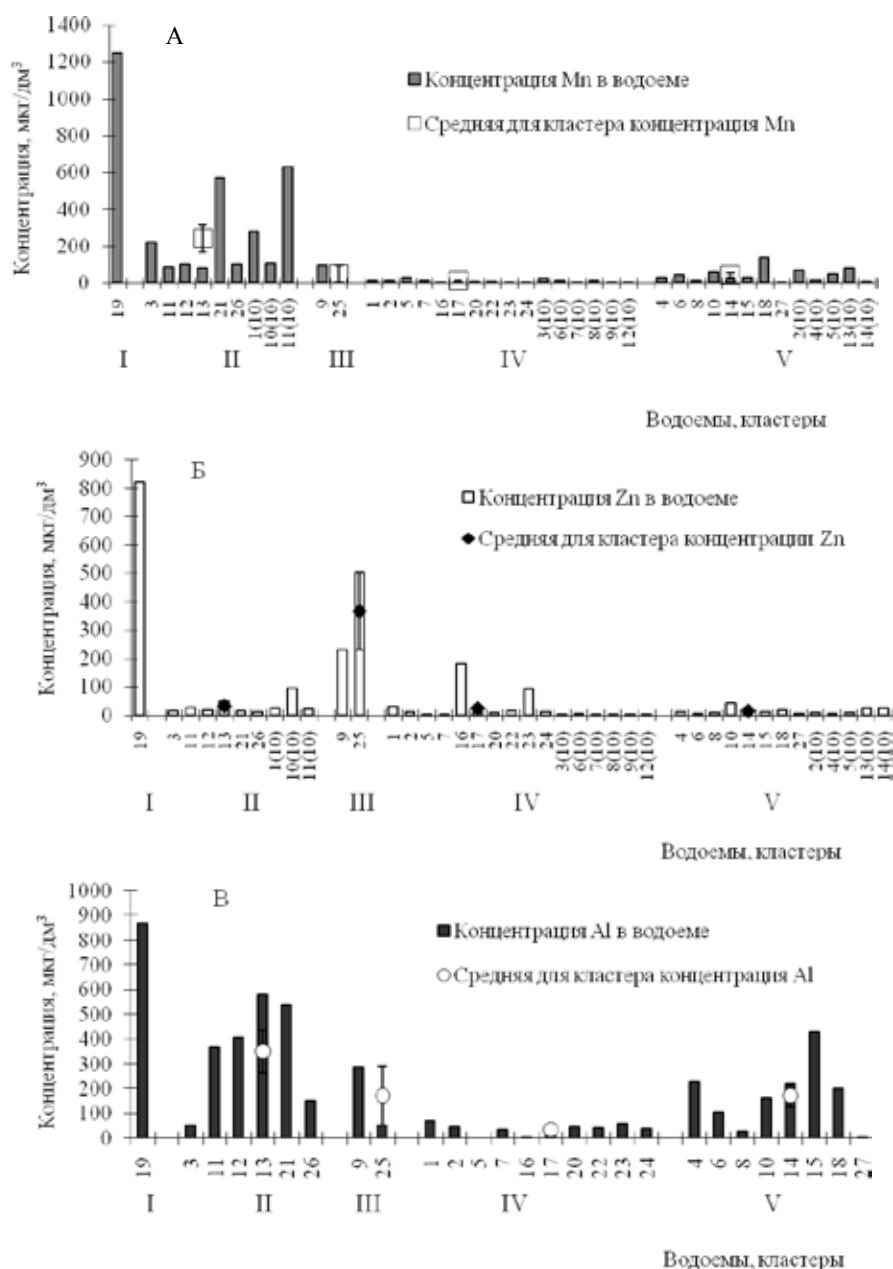 А
Концентрация, мкг/дм³
1400
1200
1000
800
600
400
200
0
Концентрация Mn в водоеме
Средняя для кластера концентрация Mn
19 3 11 12 13 21 26 1(10) 10(10) 11(10) 9 25 1 2 5 7 16 17 20 22 23 24 3(10) 6(10) 7(10) 8(10) 9(10) 12(10) 4 6 8 10 14 15 18 27 2(10) 4(10) 5(10) 13(10) 14(10)
I II III IV V
Водоемы, кластеры
Б
Концентрация, мкг/дм³
900
800
700
600
500
400
300
200
100
0
Концентрация Zn в водоеме
Средняя для кластера концентрации Zn
19 3 11 12 13 21 26 1(10) 10(10) 11(10) 9 25 1 2 5 7 16 17 20 22 23 24 3(10) 6(10) 7(10) 8(10) 9(10) 12(10) 4 6 8 10 14 15 18 27 2(10) 4(10) 5(10) 13(10) 14(10)
I II III IV V
Водоемы, кластеры
В
Концентрация, мкг/дм³
1000
900
800
700
600
500
400
300
200
100
0
Концентрация Al в водоеме
Средняя для кластера концентрация Al
19 3 11 12 13 21 26 9 25 1 2 5 7 16 17 20 22 23 24 4 6 8 10 14 15 18 27
I II III IV V
Водоемы, кластеры